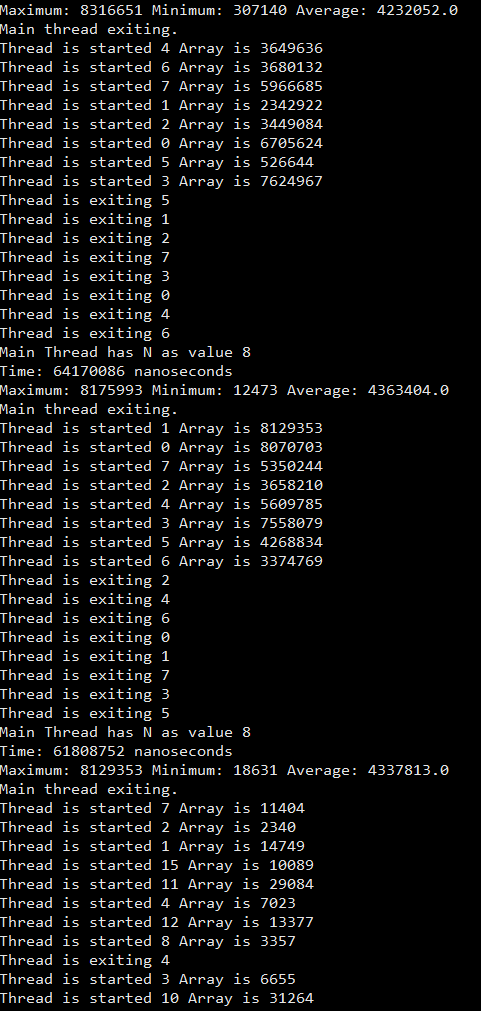 Maximum: 8316651 Minimum: 307140 Average: 4232052.0
Main thread exiting.
Thread is started 4 Array is 3649636
Thread is started 6 Array is 3680132
Thread is started 7 Array is 5966685
Thread is started 1 Array is 2342922
Thread is started 2 Array is 3449084
Thread is started 0 Array is 6705624
Thread is started 5 Array is 526644
Thread is started 3 Array is 7624967
Thread is exiting 5
Thread is exiting 1
Thread is exiting 2
Thread is exiting 7
Thread is exiting 3
Thread is exiting 0
Thread is exiting 4
Thread is exiting 6
Main Thread has N as value 8
Time: 64170086 nanoseconds
Maximum: 8175993 Minimum: 12473 Average: 4363404.0
Main thread exiting.
Thread is started 1 Array is 8129353
Thread is started 0 Array is 8070703
Thread is started 7 Array is 5350244
Thread is started 2 Array is 3658210
Thread is started 4 Array is 5609785
Thread is started 3 Array is 7558079
Thread is started 5 Array is 4268834
Thread is started 6 Array is 3374769
Thread is exiting 2
Thread is exiting 4
Thread is exiting 6
Thread is exiting 0
Thread is exiting 1
Thread is exiting 7
Thread is exiting 3
Thread is exiting 5
Main Thread has N as value 8
Time: 61808752 nanoseconds
Maximum: 8129353 Minimum: 18631 Average: 4337813.0
Main thread exiting.
Thread is started 7 Array is 11404
Thread is started 2 Array is 2340
Thread is started 1 Array is 14749
Thread is started 15 Array is 10089
Thread is started 11 Array is 29084
Thread is started 4 Array is 7023
Thread is started 12 Array is 13377
Thread is started 8 Array is 3357
Thread is exiting 4
Thread is started 3 Array is 6655
Thread is started 10 Array is 31264